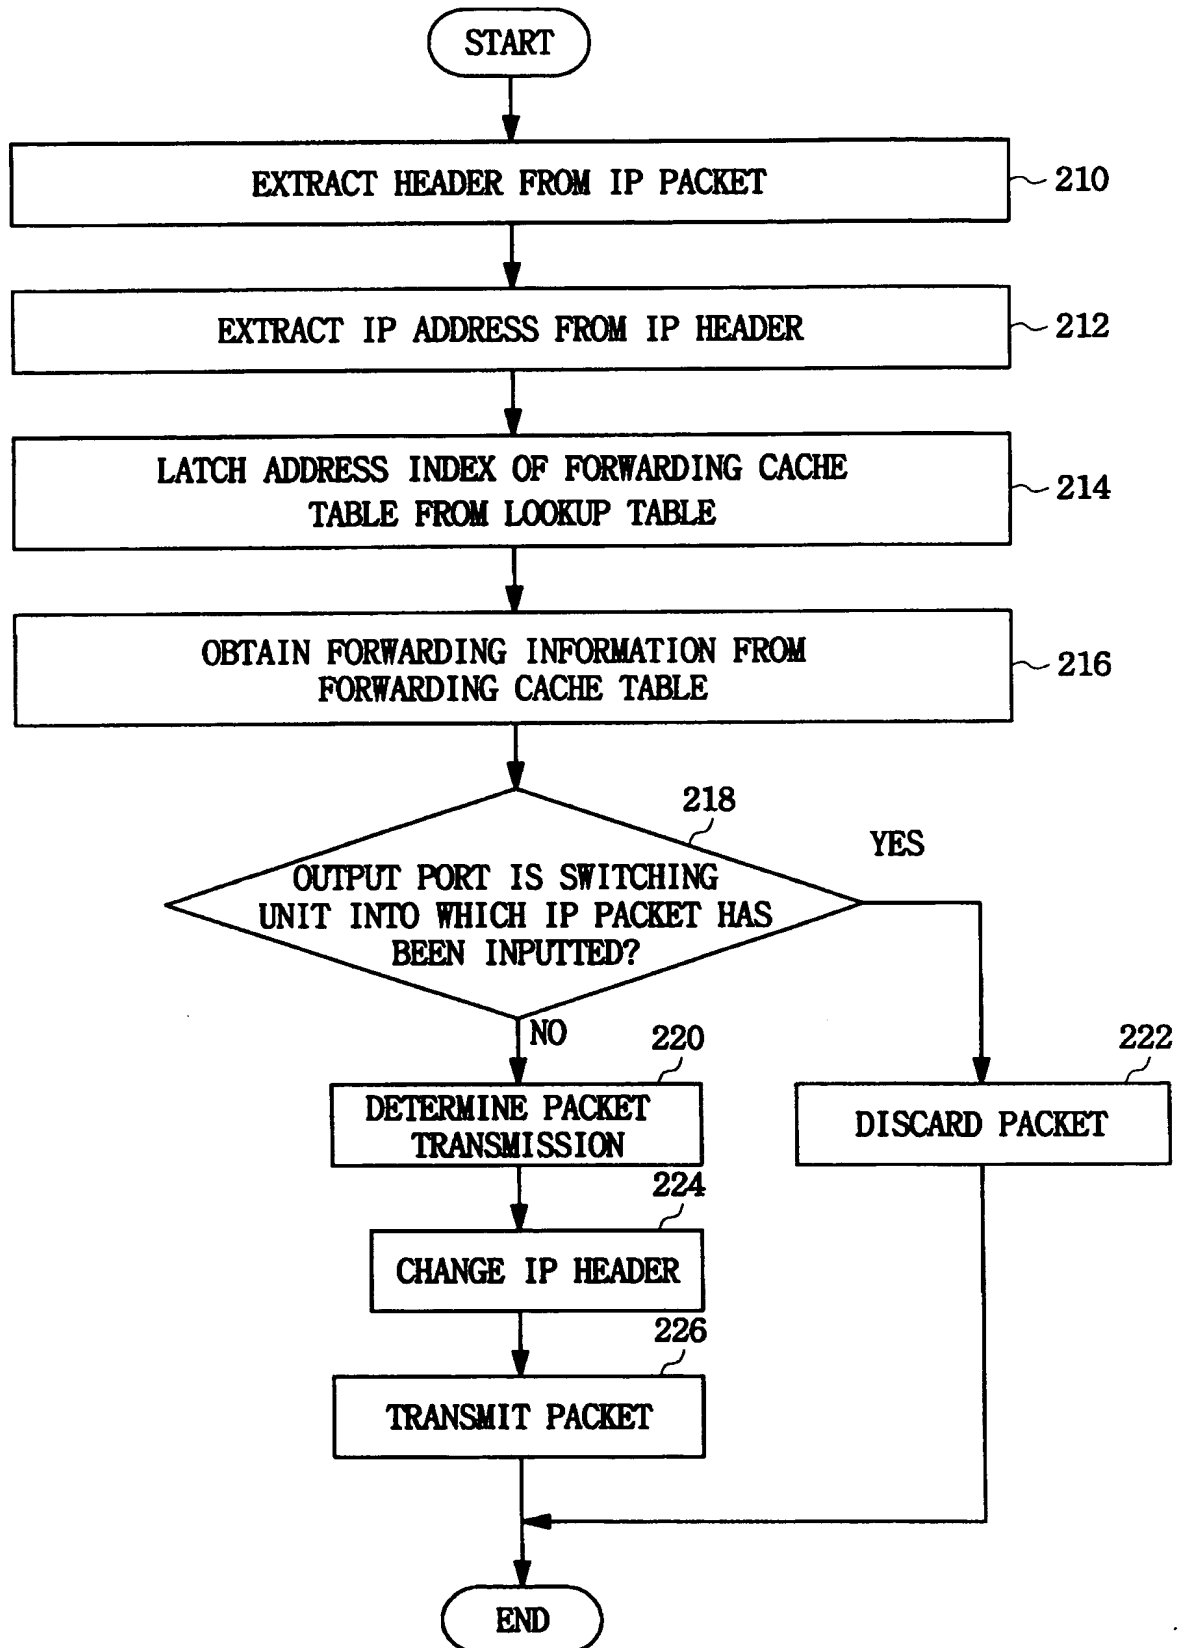 START
EXTRACT HEADER FROM IP PACKET
210
EXTRACT IP ADDRESS FROM IP HEADER
212
LATCH ADDRESS INDEX OF FORWARDING CACHE
TABLE FROM LOOKUP TABLE
214
OBTAIN FORWARDING INFORMATION FROM
FORWARDING CACHE TABLE
216
218
YES
OUTPUT PORT IS SWITCHING
UNIT INTO WHICH IP PACKET HAS
BEEN INPUTTED?
NO
220
DETERMINE PACKET
TRANSMISSION
222
DISCARD PACKET
224
CHANGE IP HEADER
226
TRANSMIT PACKET
END